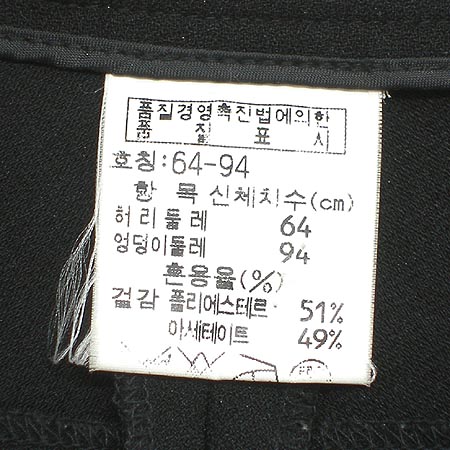 품질경영촉진법에의한
품 질 표 시
호칭:64-94
항 목 신체치수(cm)
허리둘레 64
엉덩이둘레 94
혼용율(%)
겉감 폴리에스테르 51%
아세테이트 49%